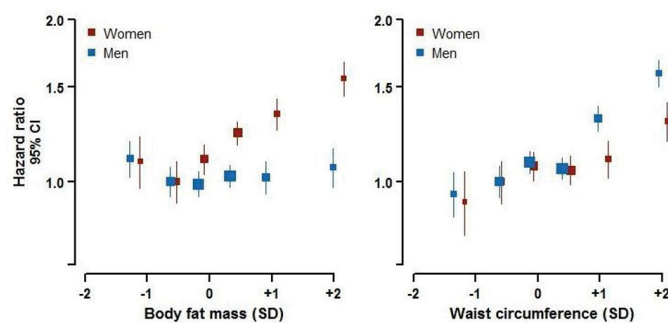 2.0
Women
Men
1.5
1.0
Hazard ratio
95% CI
-2
-1
0
+1
+2
Body fat mass (SD)
2.0
Women
Men
1.5
1.0
-2
-1
0
+1
+2
Waist circumference (SD)